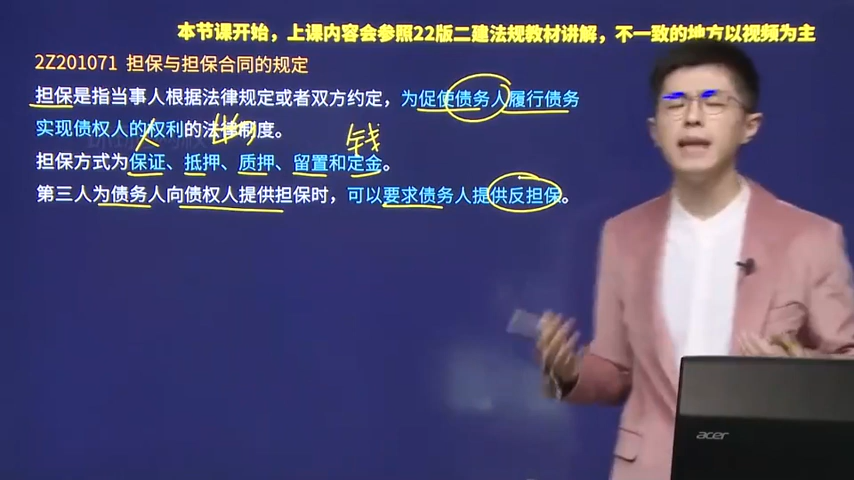 本节课开始，上课内容会参照22版二建法规教材讲解，不一致的地方以视频为主
2Z201071 担保与担保合同的规定
担保是指当事人根据法律规定或者双方约定，为促使债务人履行债务
实现债权人的权利的法律制度。
人 物 钱
担保方式为保证、抵押、质押、留置和定金。
第三人为债务人向债权人提供担保时，可以要求债务人提供反担保。
acer